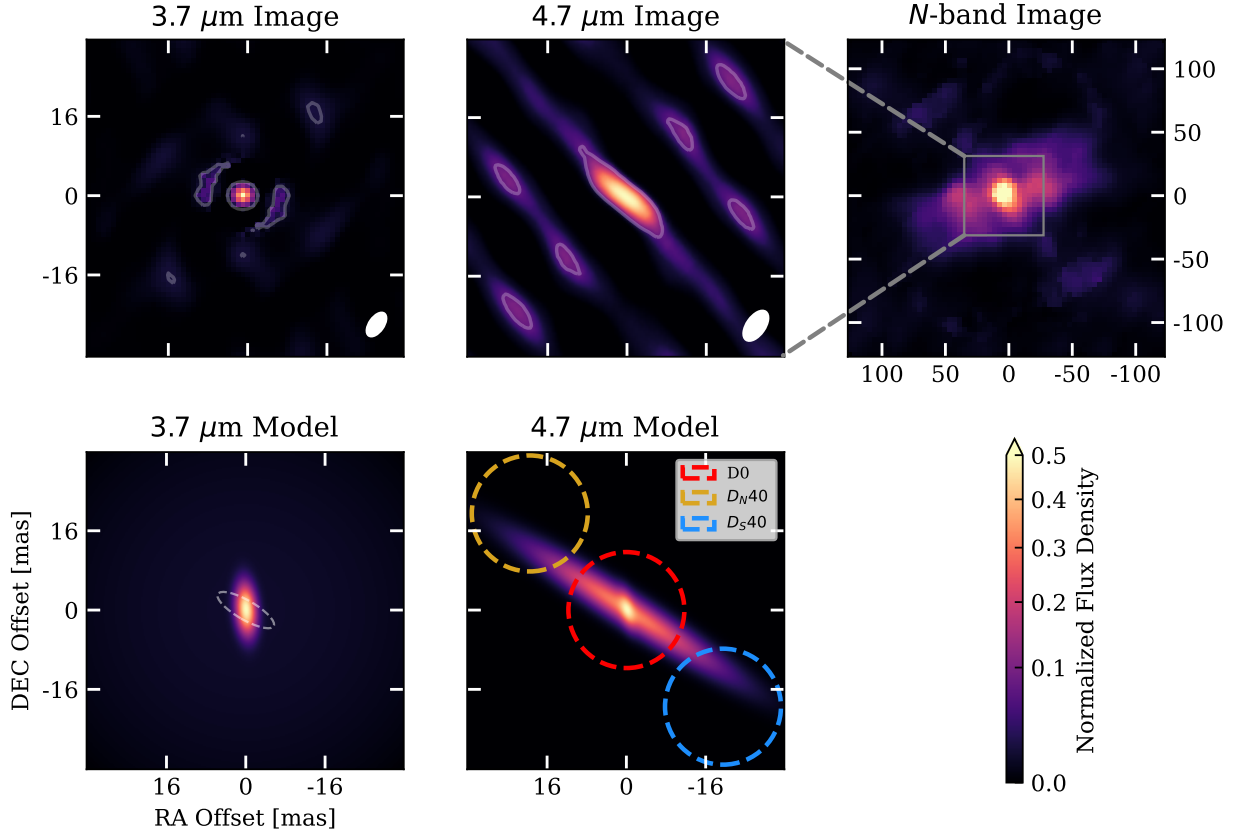 3.7 μm Image
4.7 μm Image
N-band Image
16
0
-16
100
50
0
-50
-100
100
50
0
-50
-100
3.7 μm Model
4.7 μm Model
D0
D_N40
D_S40
16
0
-16
DEC Offset [mas]
16
0
-16
16
0
-16
RA Offset [mas]
0.5
0.4
0.3
0.2
0.1
0.0
Normalized Flux Density